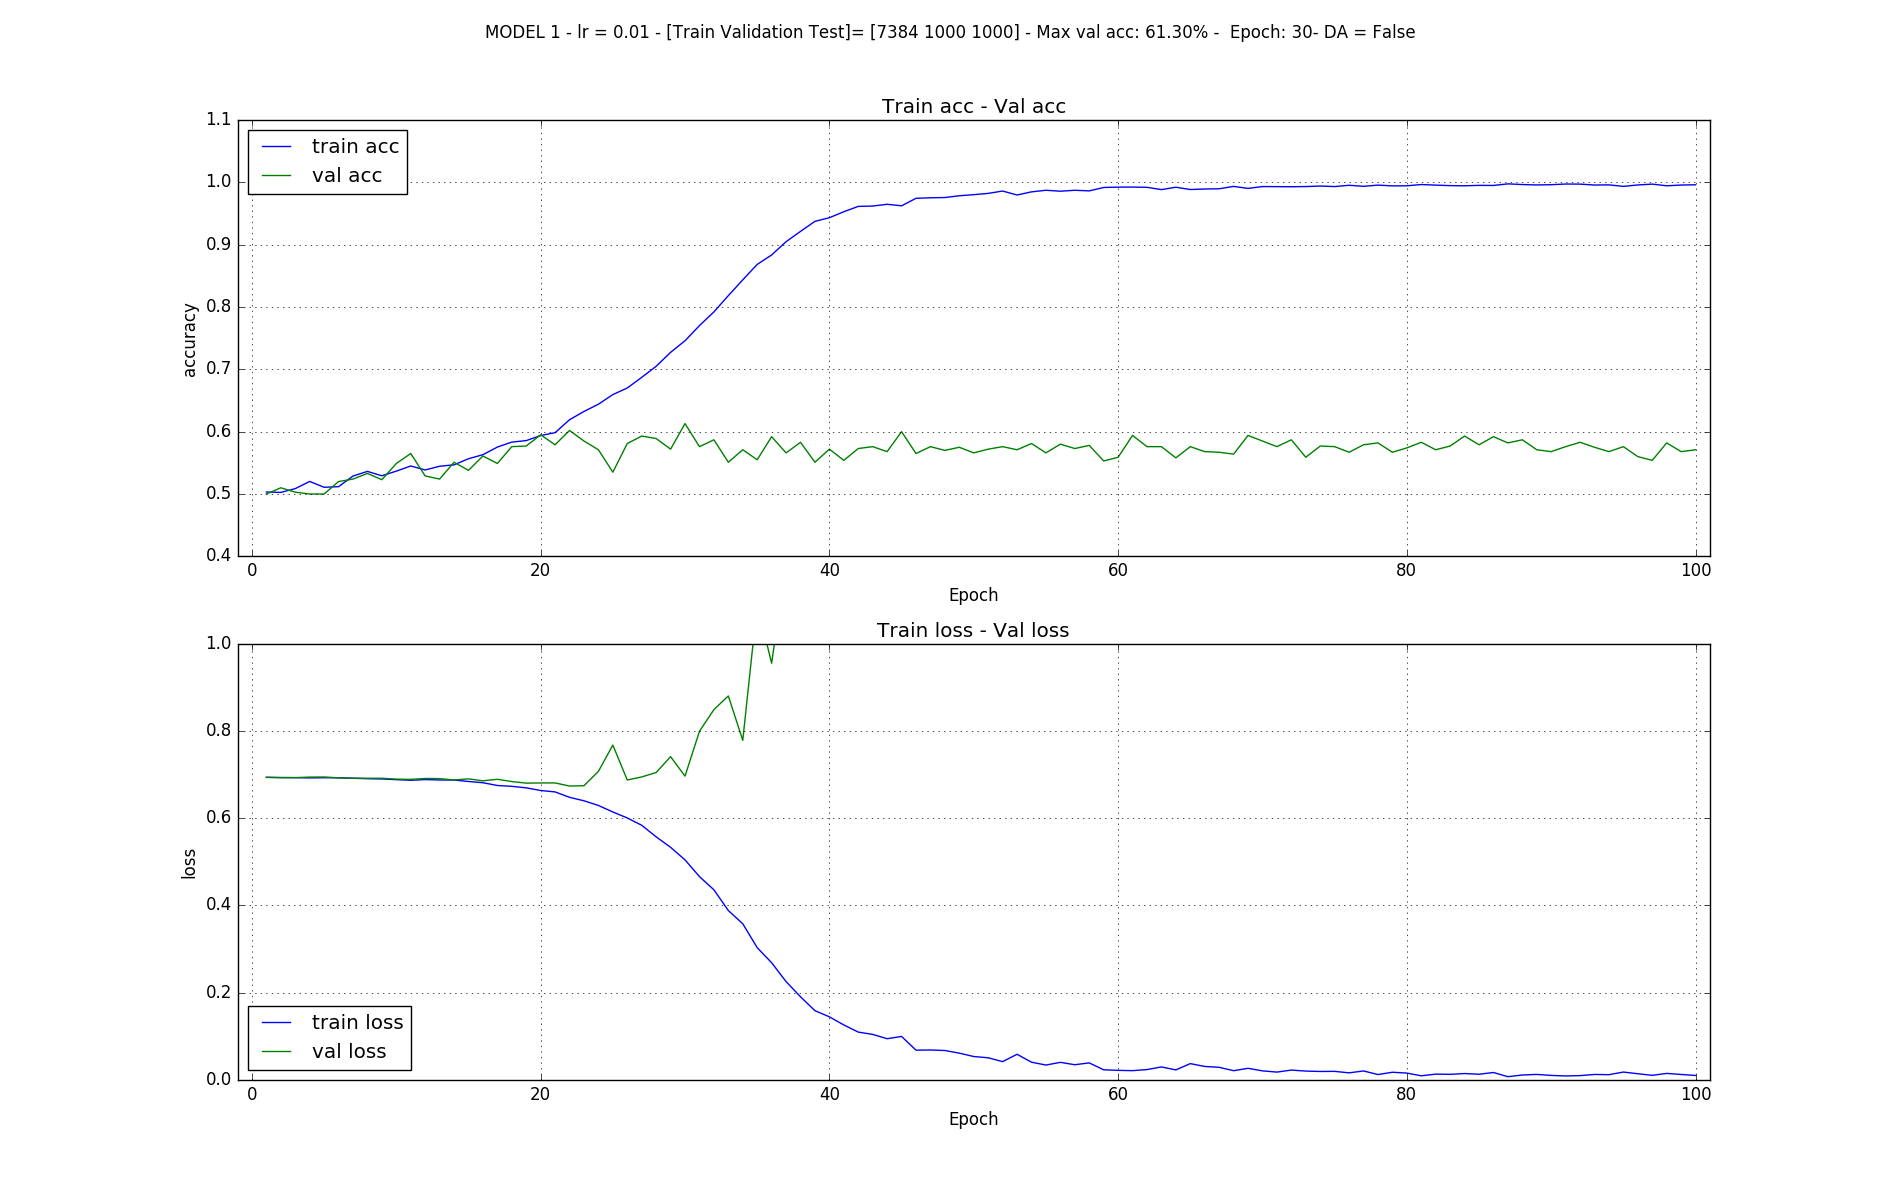 MODEL 1 - lr = 0.01 - [Train Validation Test]= [7384 1000 1000] - Max val acc: 61.30% -  Epoch: 30- DA = False
Train acc - Val acc
1.1
1.0
0.9
0.8
0.7
0.6
0.5
0.4
accuracy
train acc
val acc
0 20 40 60 80 100
Epoch
Train loss - Val loss
1.0
0.8
0.6
0.4
0.2
0.0
loss
train loss
val loss
0 20 40 60 80 100
Epoch